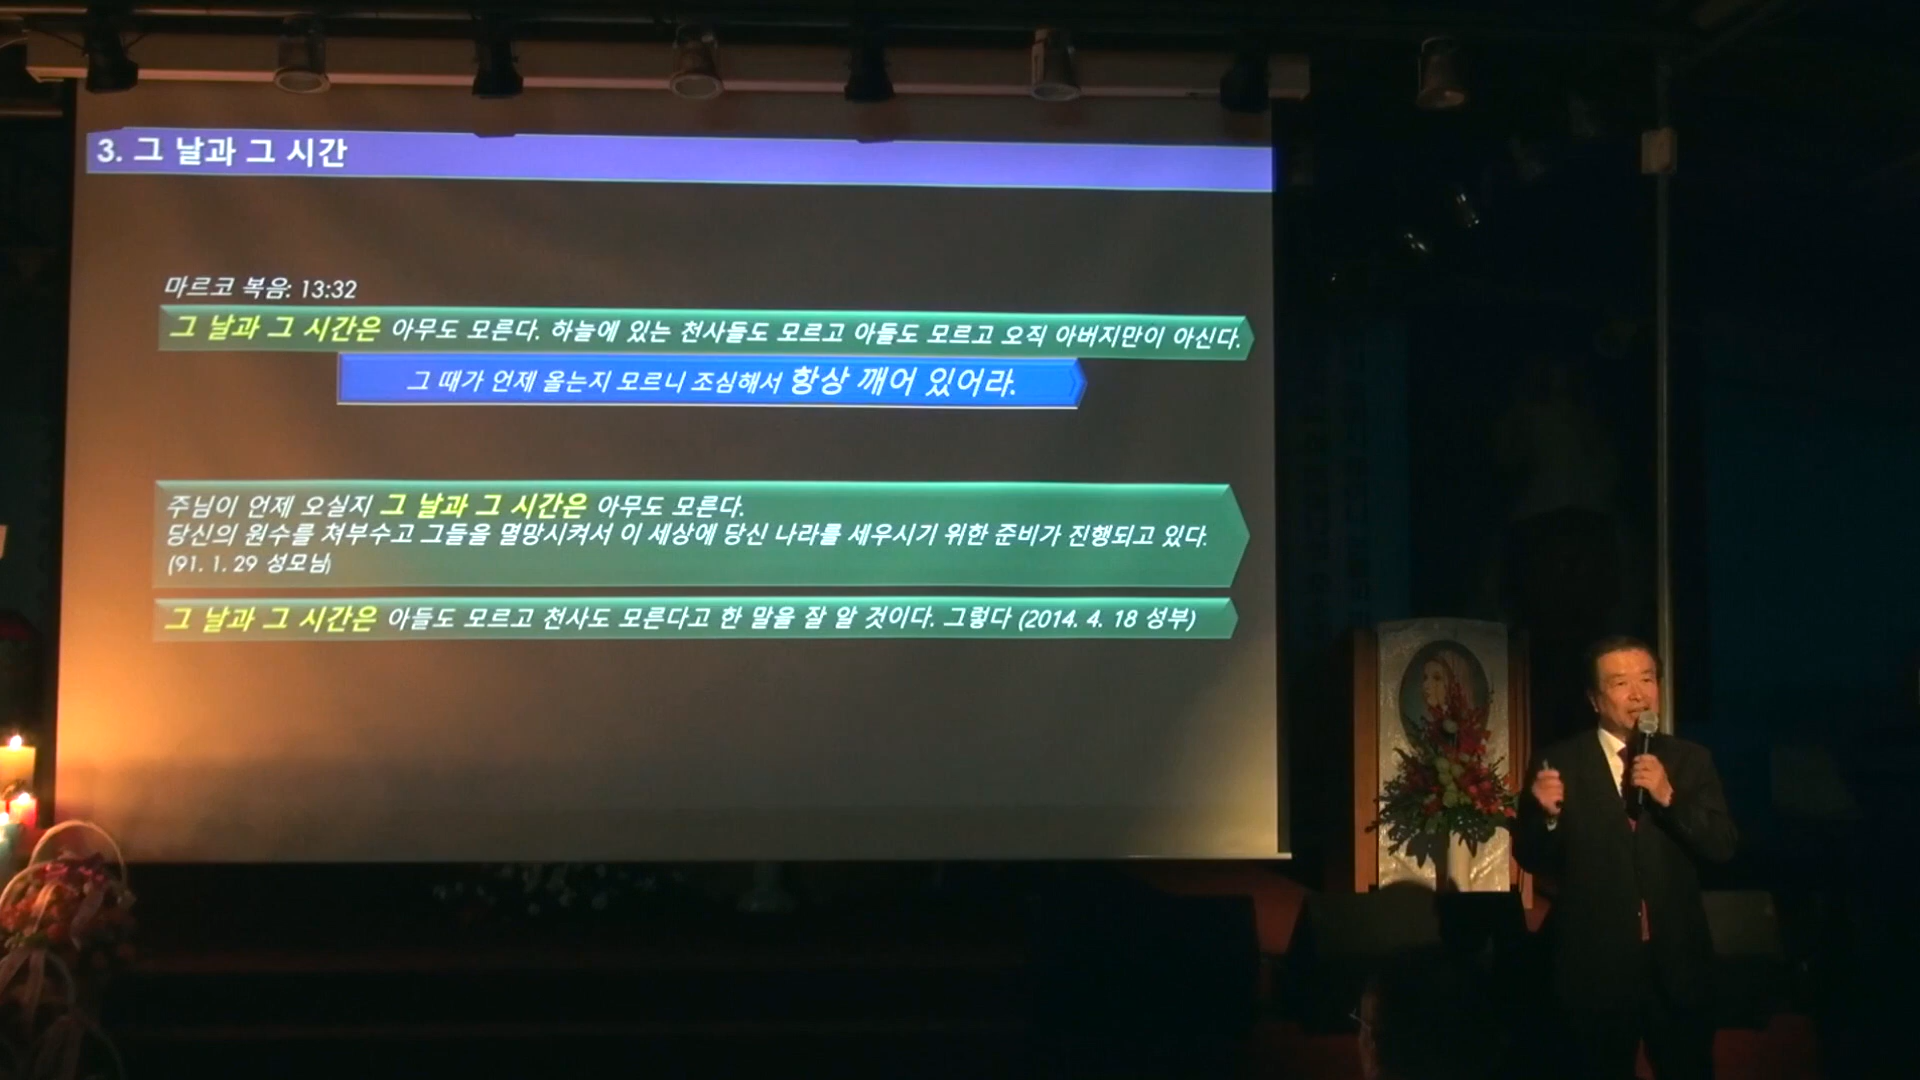 3. 그 날과 그 시간
마르코 복음: 13:32
그 날과 그 시간은 아무도 모른다. 하늘에 있는 천사들도 모르고 아들도 모르고 오직 아버지만이 아신다.
그 때가 언제 올는지 모르니 조심해서 항상 깨어 있어라.
주님이 언제 오실지 그 날과 그 시간은 아무도 모른다.
당신의 원수를 쳐부수고 그들을 멸망시켜서 이 세상에 당신 나라를 세우시기 위한 준비가 진행되고 있다.
(91. 1. 29 성모님)
그 날과 그 시간은 아들도 모르고 천사도 모른다고 한 말을 잘 알 것이다. 그렇다 (2014. 4. 18 성부)